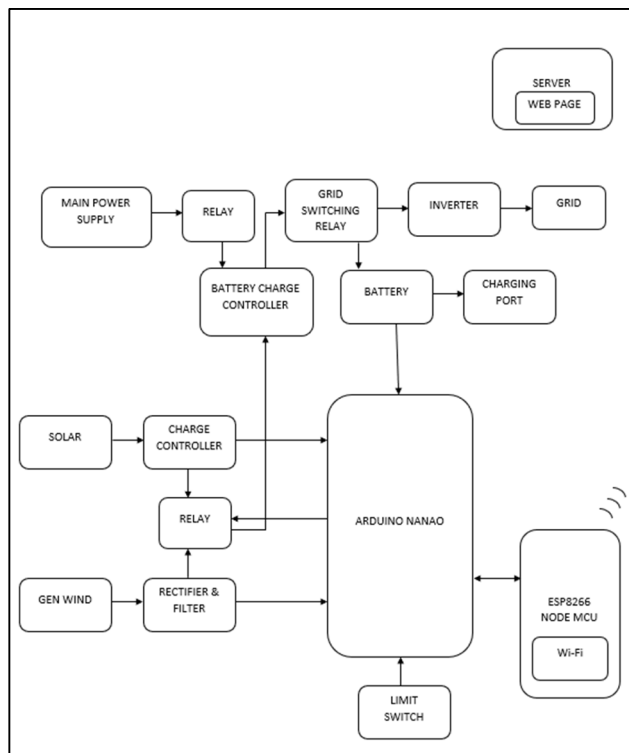 SERVER
WEB PAGE
MAIN POWER
SUPPLY
RELAY
GRID
SWITCHING
RELAY
INVERTER
GRID
BATTERY CHARGE
CONTROLLER
BATTERY
CHARGING
PORT
SOLAR
CHARGE
CONTROLLER
RELAY
ARDUINO NANAO
GEN WIND
RECTIFIER &
FILTER
ESP8266
NODE MCU
Wi-Fi
LIMIT
SWITCH